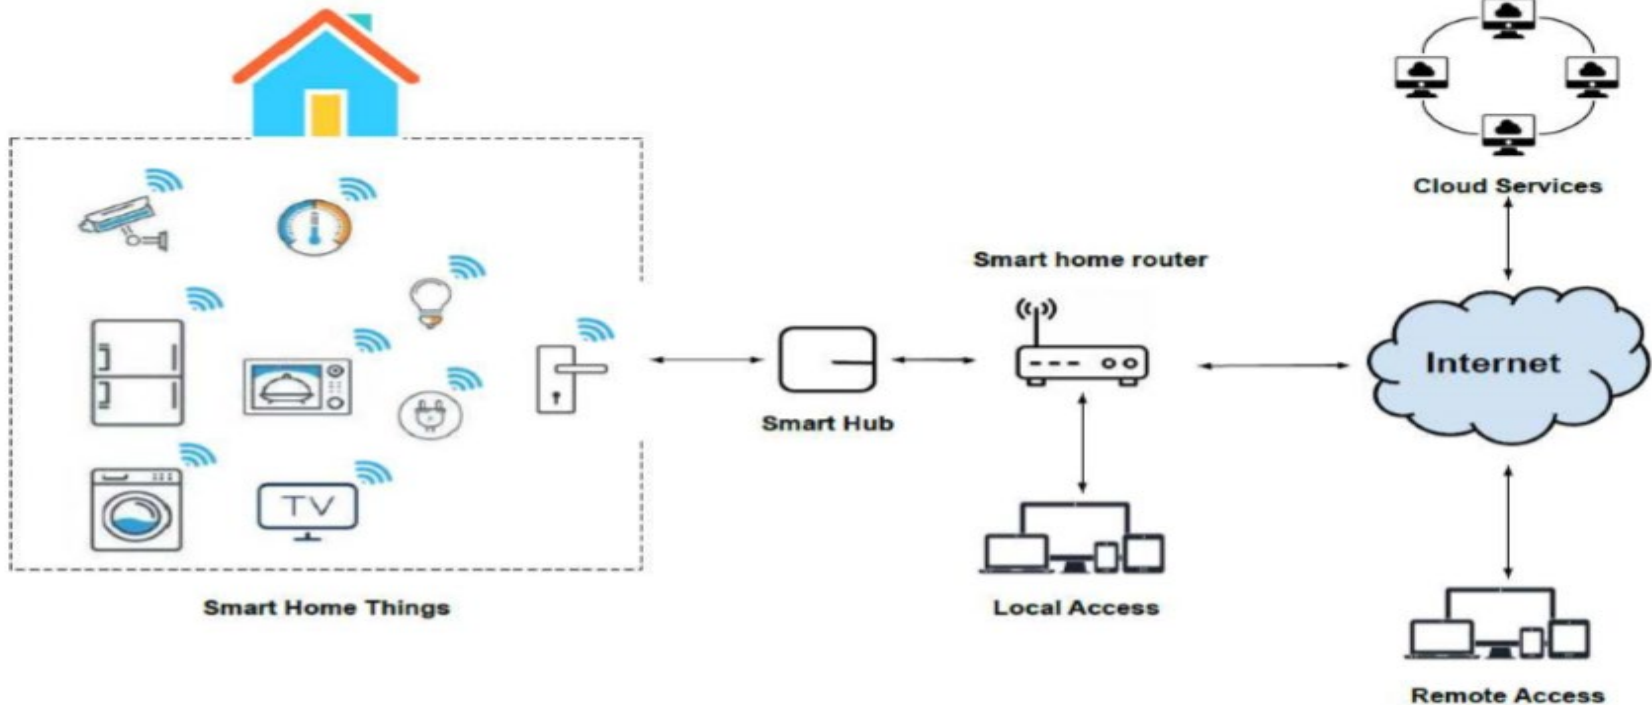 Cloud Services
Smart home router
Internet
Smart Hub
TV
Smart Home Things
Local Access
Remote Access